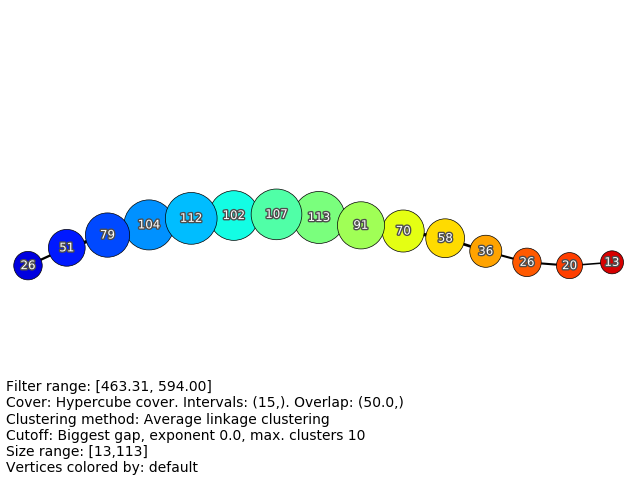 26 51 79 104 112 102 107 113 91 70 58 36 26 20 13
Filter range: [463.31, 594.00]
Cover: Hypercube cover. Intervals: (15,). Overlap: (50.0,)
Clustering method: Average linkage clustering
Cutoff: Biggest gap, exponent 0.0, max. clusters 10
Size range: [13,113]
Vertices colored by: default